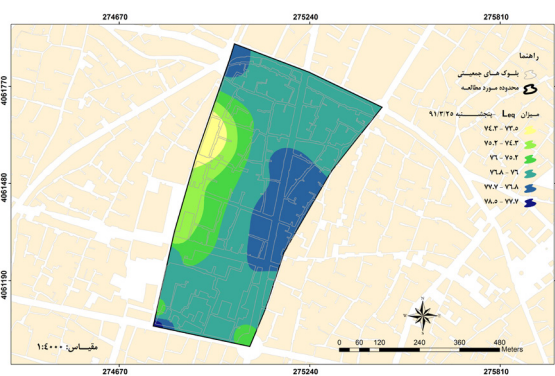 274670 275240 275810
4061770
4061480
4061190
راهنما
بلوک های جمعیتی
محدوده مورد مطالعه
میزان Leq -پنجشنبه ۹۱/۳/۲۵
۷۴.۳ - ۷۳.۵
۷۵.۲ - ۷۴.۳
۷۶ - ۷۵.۲
۷۶.۸ - ۷۶
۷۷.۷ - ۷۶.۸
۷۸.۵ - ۷۷.۷
N
W E
S
0 60 120 240 360 480
Meters
مقیاس: ۱:٤٠٠٠
274670 275240 275810